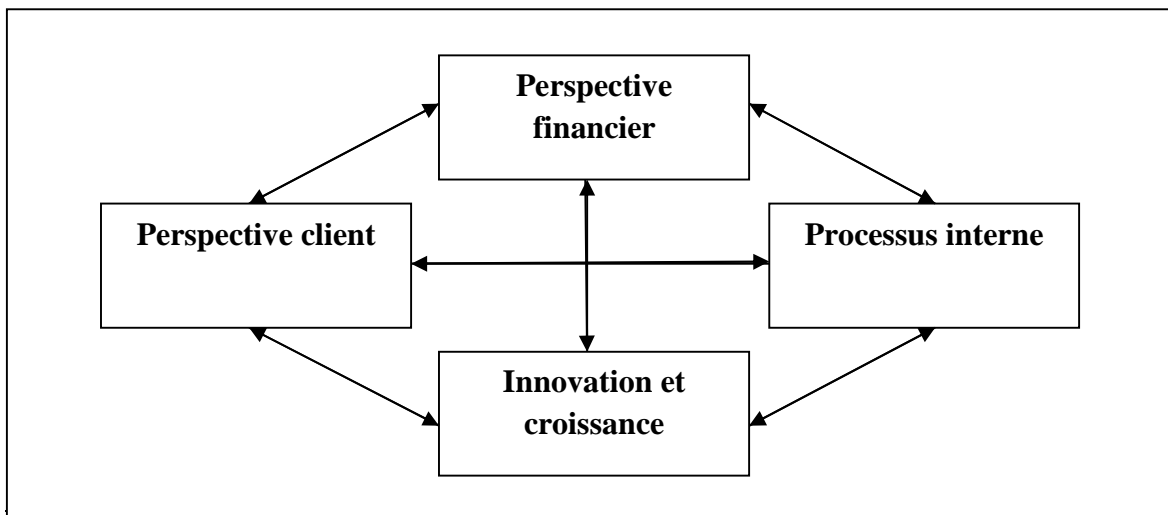 Perspective
financier
Perspective client
Processus interne
Innovation et
croissance